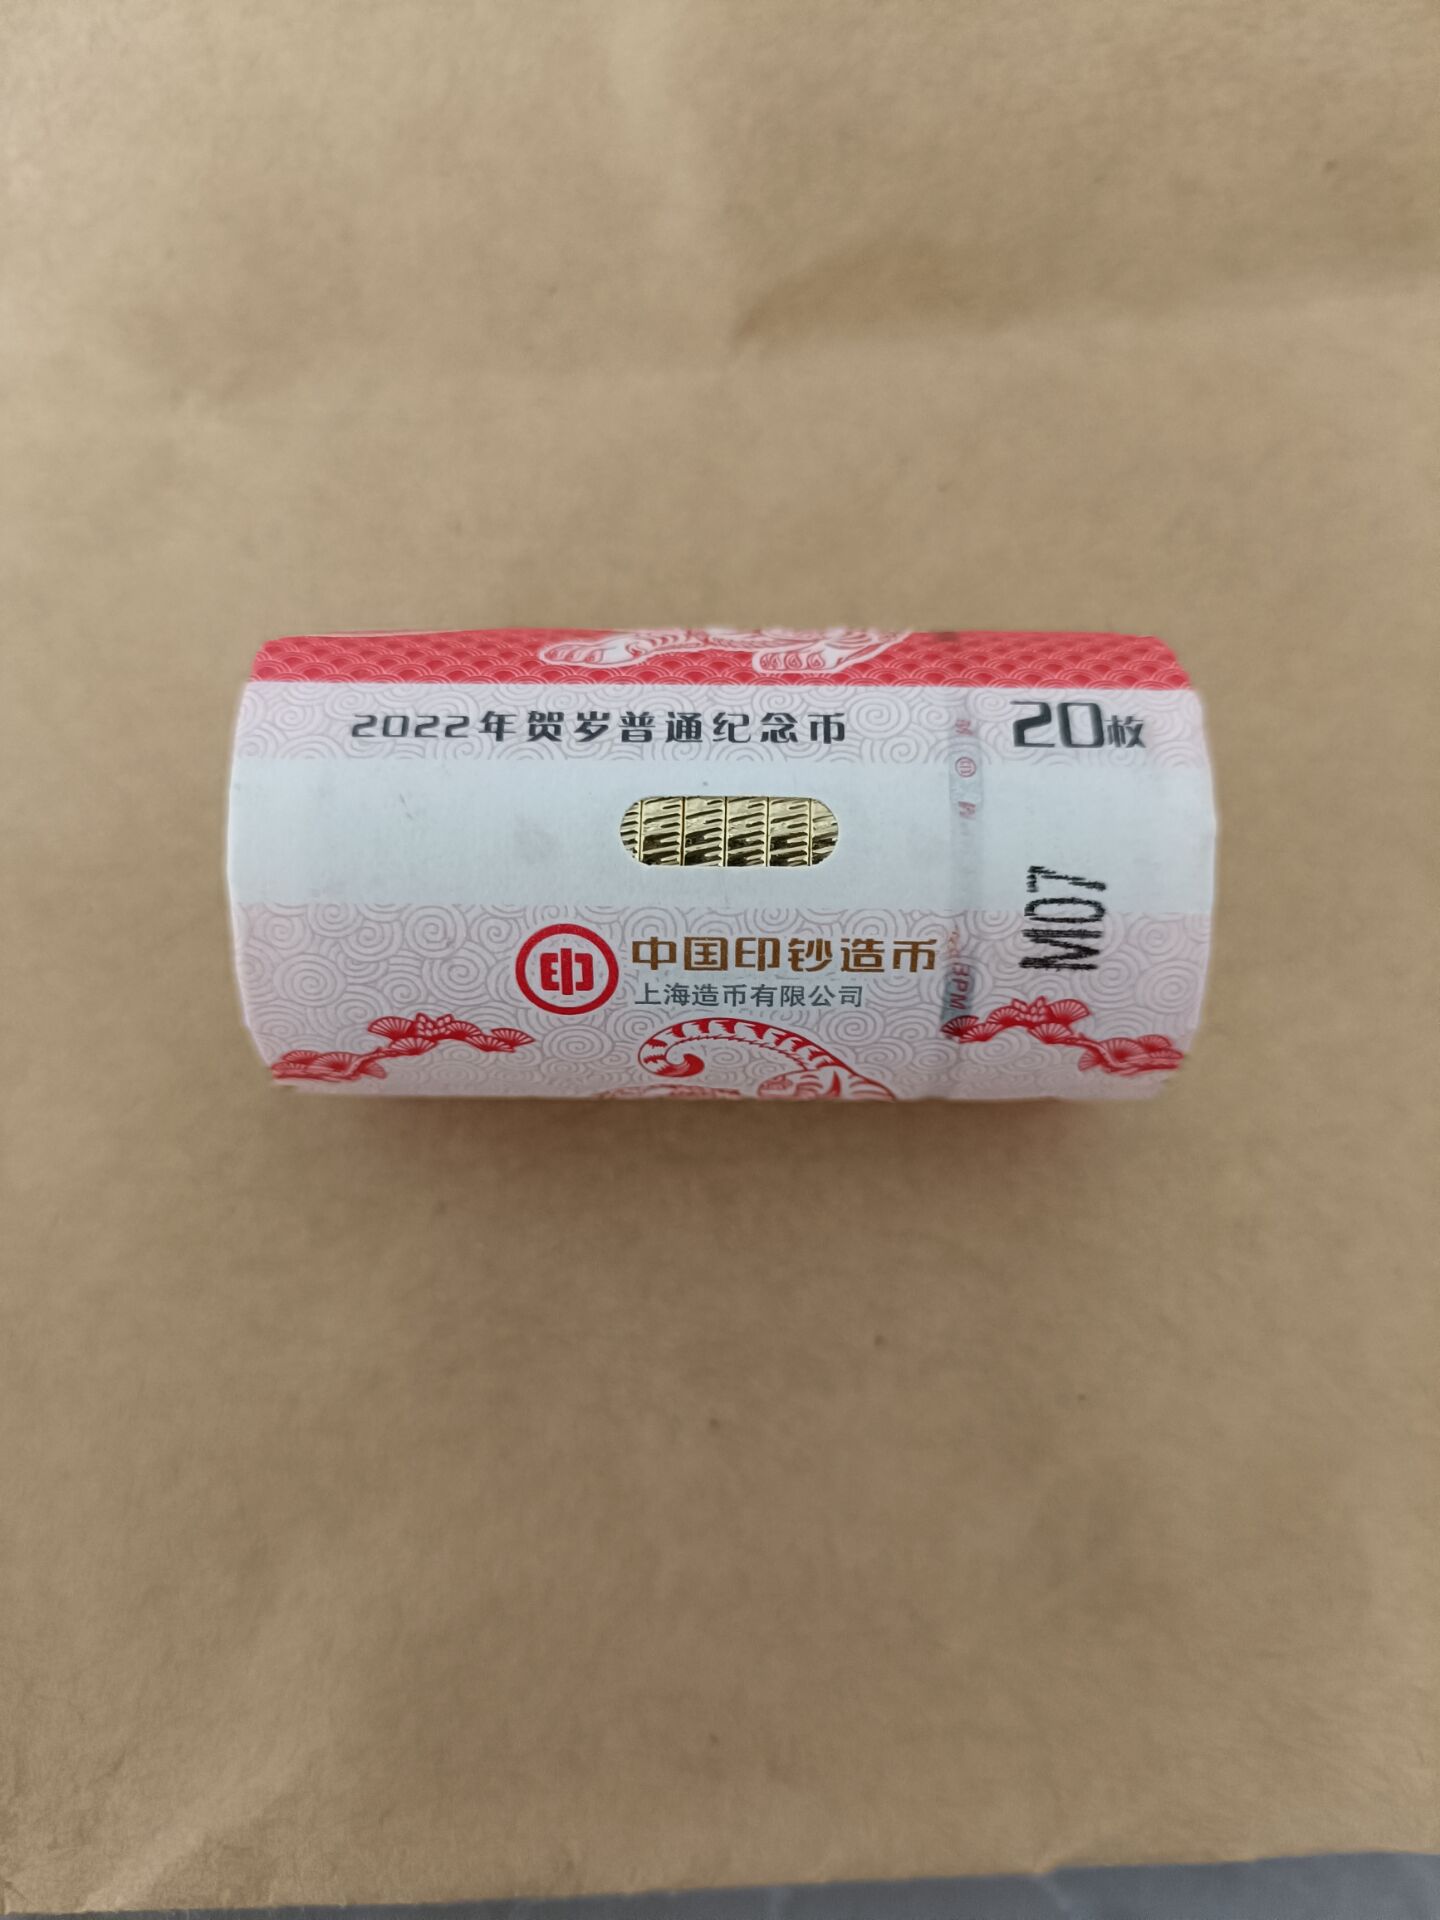 2022年贺岁普通纪念币
20枚
M07
中国印钞造币
上海造币有限公司